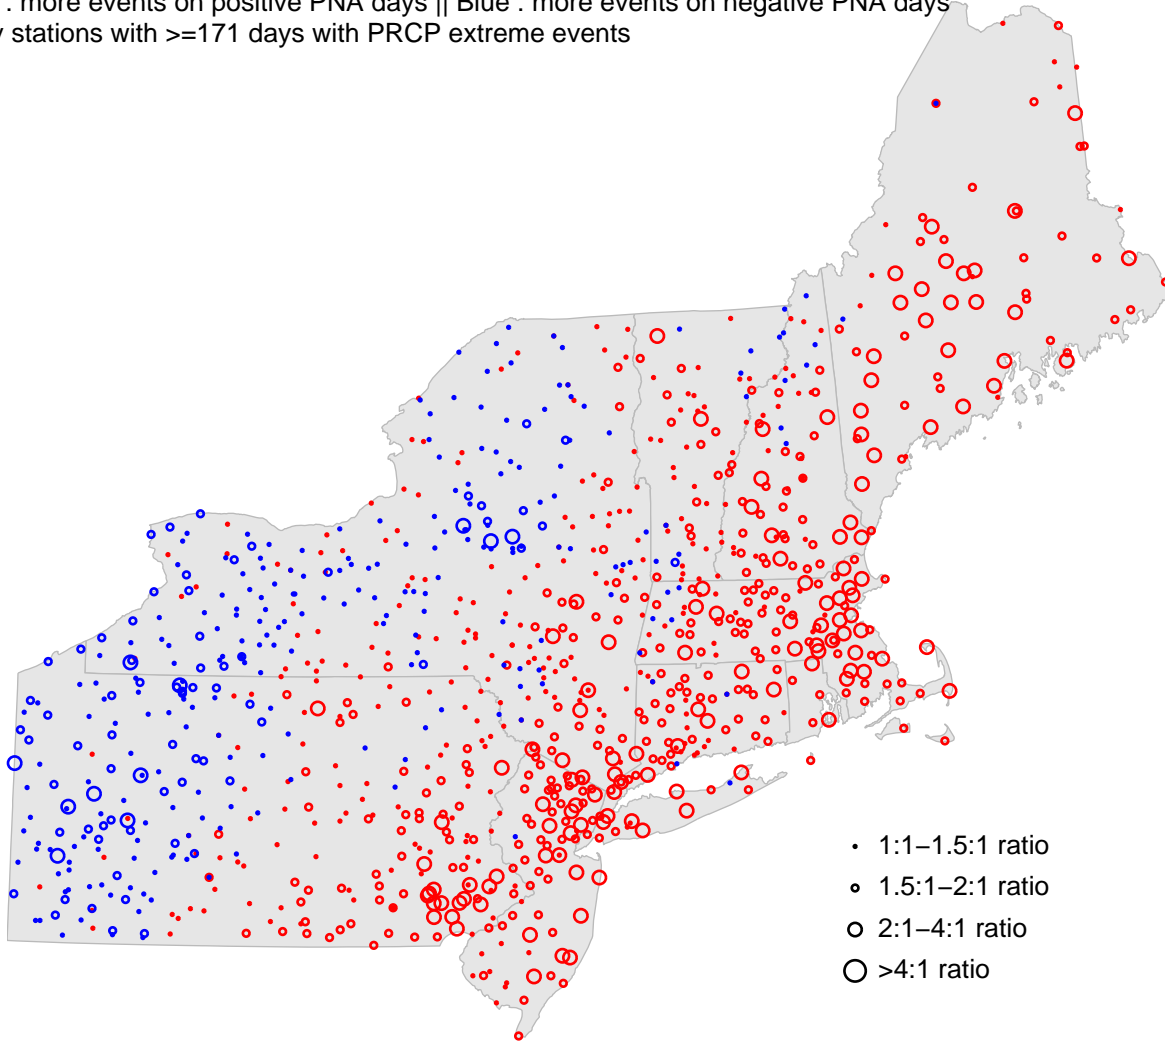 : more events on positive PNA days || Blue : more events on negative PNA days
stations with >=171 days with PRCP extreme events
1:1−1.5:1 ratio
1.5:1−2:1 ratio
2:1−4:1 ratio
>4:1 ratio